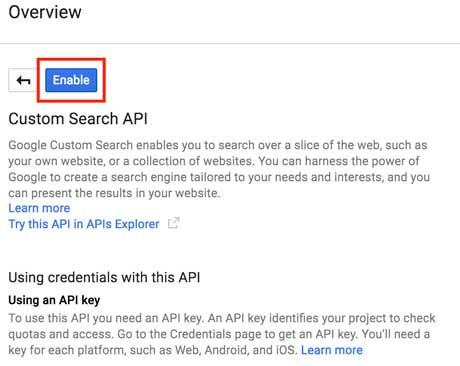 Overview
Enable
Custom Search API
Google Custom Search enables you to search over a slice of the web, such as
your own website, or a collection of websites. You can harness the power of
Google to create a search engine tailored to your needs and interests, and you
can present the results in your website.
Learn more
Try this API in APIs Explorer
Using credentials with this API
Using an API key
To use this API you need an API key. An API key identifies your project to check
quotas and access. Go to the Credentials page to get an API key. You'll need a
key for each platform, such as Web, Android, and iOS. Learn more